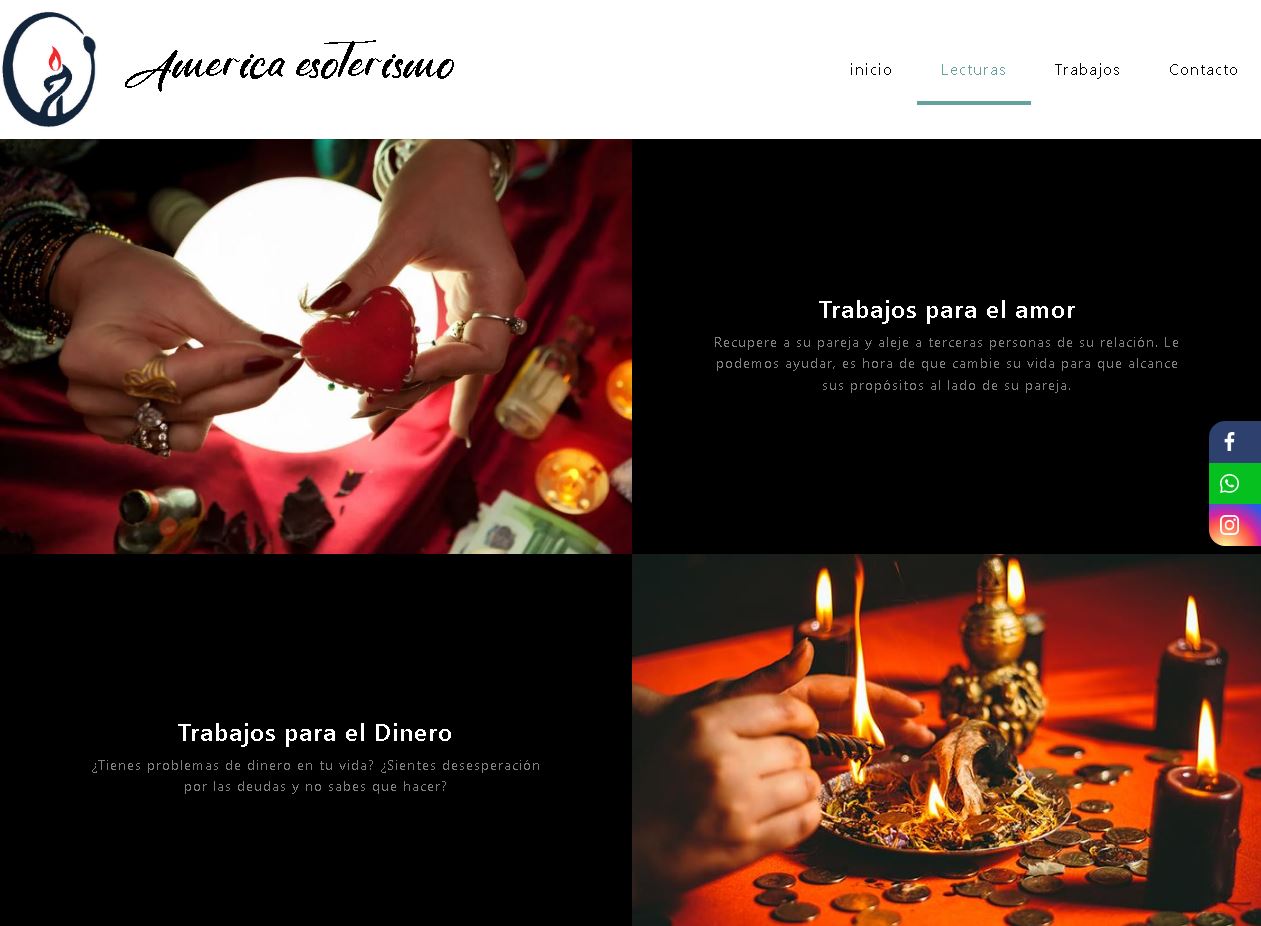 America esoterismo
inicio
Lecturas
Trabajos
Contacto
Trabajos para el amor
Recupere a su pareja y aleje a terceras personas de su relación. Le
podemos ayudar, es hora de que cambie su vida para que alcance
sus propósitos al lado de su pareja.
Trabajos para el Dinero
¿Tienes problemas de dinero en tu vida? ¿Sientes desesperación
por las deudas y no sabes que hacer?